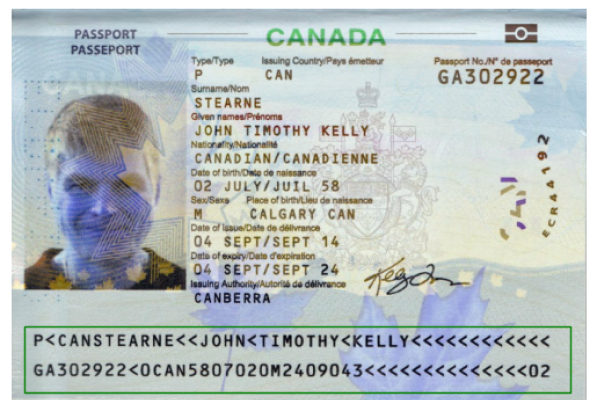 PASSPORT
PASSEPORT
CANADA
Type/Type Issuing Country/Pays émetteur Passport No./N° de passeport
P CAN GA302922
Surname/Nom
STEARNE
Given names/Prénoms
JOHN TIMOTHY KELLY
Nationality/Nationalité
CANADIAN/CANADIENNE
Date of birth/Date de naissance
02 JULY/JUIL 58
Sex/Sexe Place of birth/Lieu de naissance
M CALGARY CAN
Date of issue/Date de délivrance
04 SEPT/SEPT 14
Date of expiry/Date d'expiration
04 SEPT/SEPT 24
Issuing Authority/Autorité de délivrance
CANBERRA
ECR44192
P<CANSTEARNE<<JOHN<TIMOTHY<KELLY<<<<<<<<<<<<
GA302922<0CAN5807020M2409043<<<<<<<<<<<<<<02